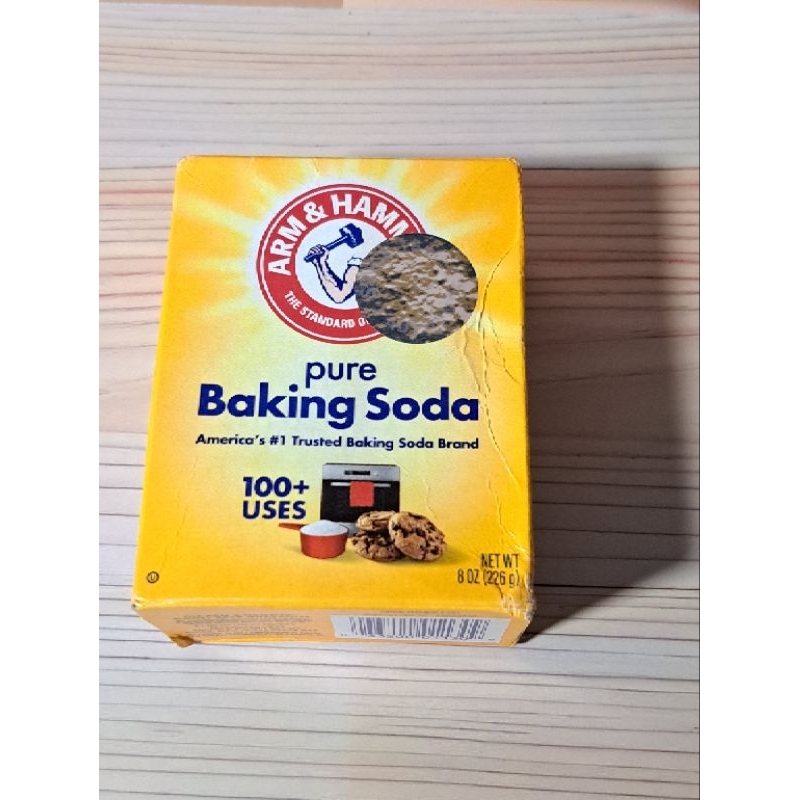 ARM & HAMM
THE STANDARD O
pure
Baking Soda
America's #1 Trusted Baking Soda Brand
100+
USES
NET WT
8 OZ (226 g)
U